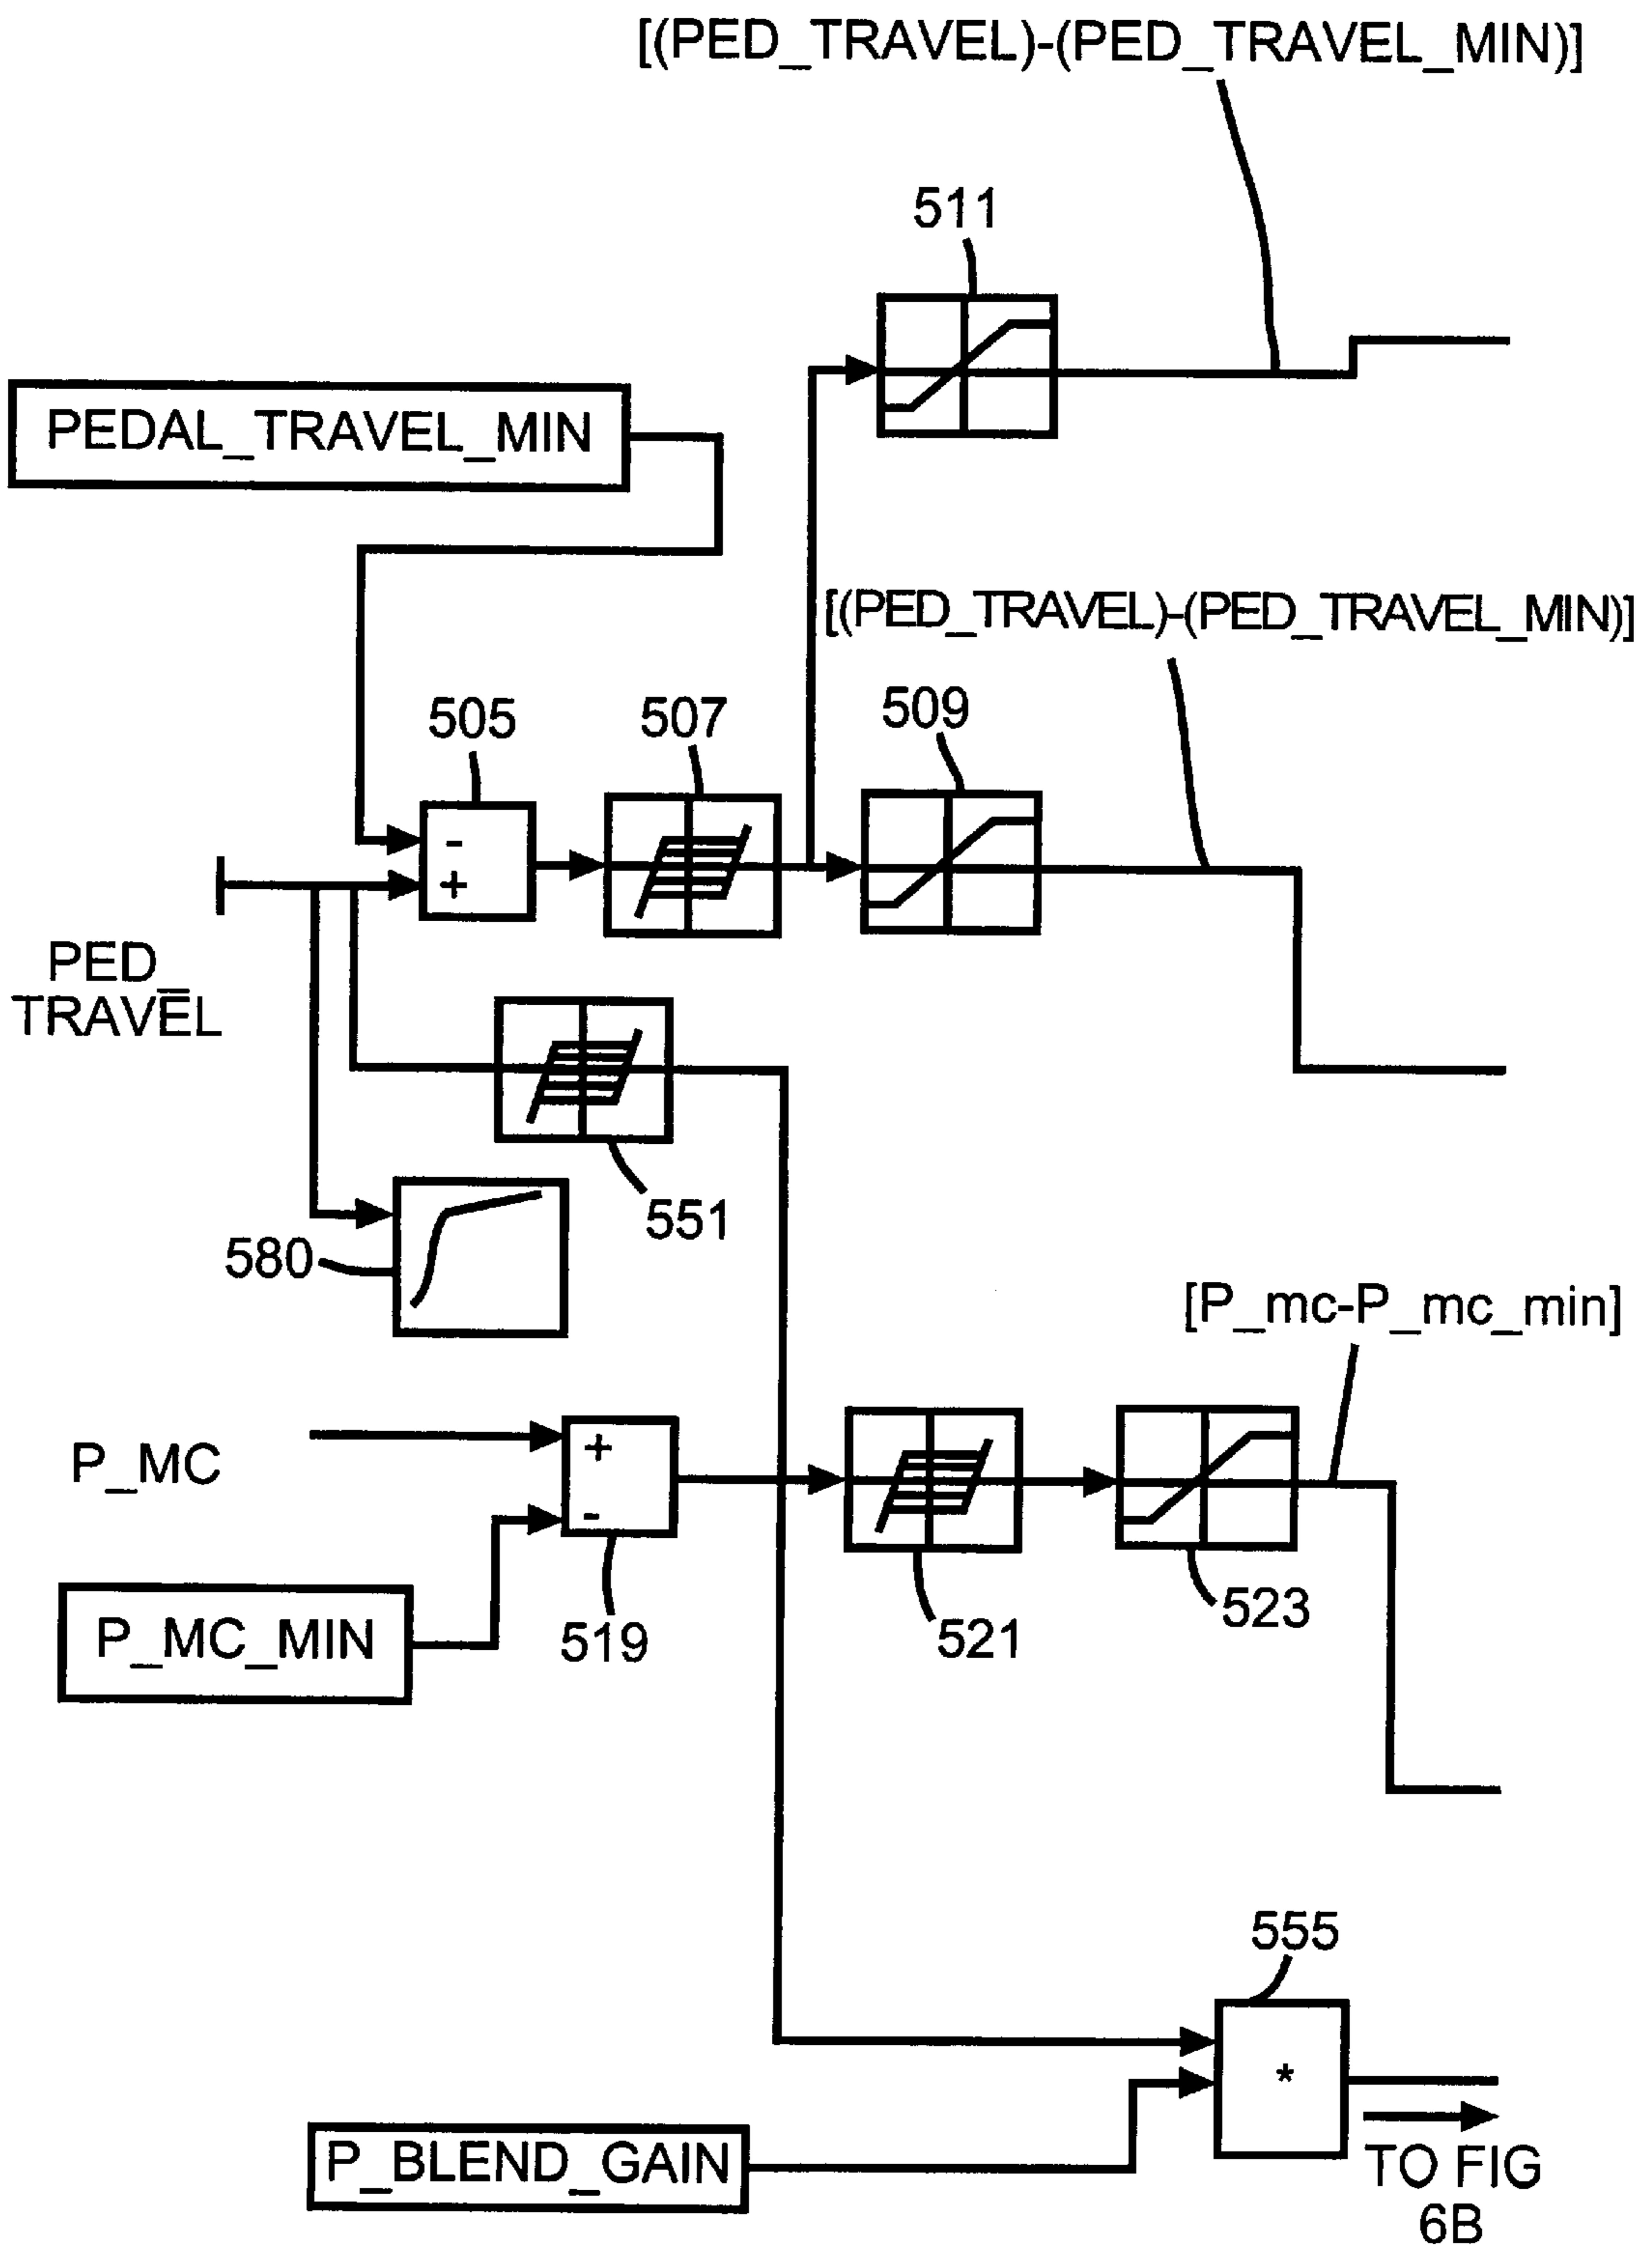 [(PED_TRAVEL)-(PED_TRAVEL_MIN)]
511
PEDAL_TRAVEL_MIN
[(PED_TRAVEL)-(PED_TRAVEL_MIN)]
505
507
509
-
+
PED_
TRAVEL
551
580
[P_mc-P_mc_min]
P_MC
+
-
P_MC_MIN
519
521
523
555
*
P_BLEND_GAIN
TO FIG
6B